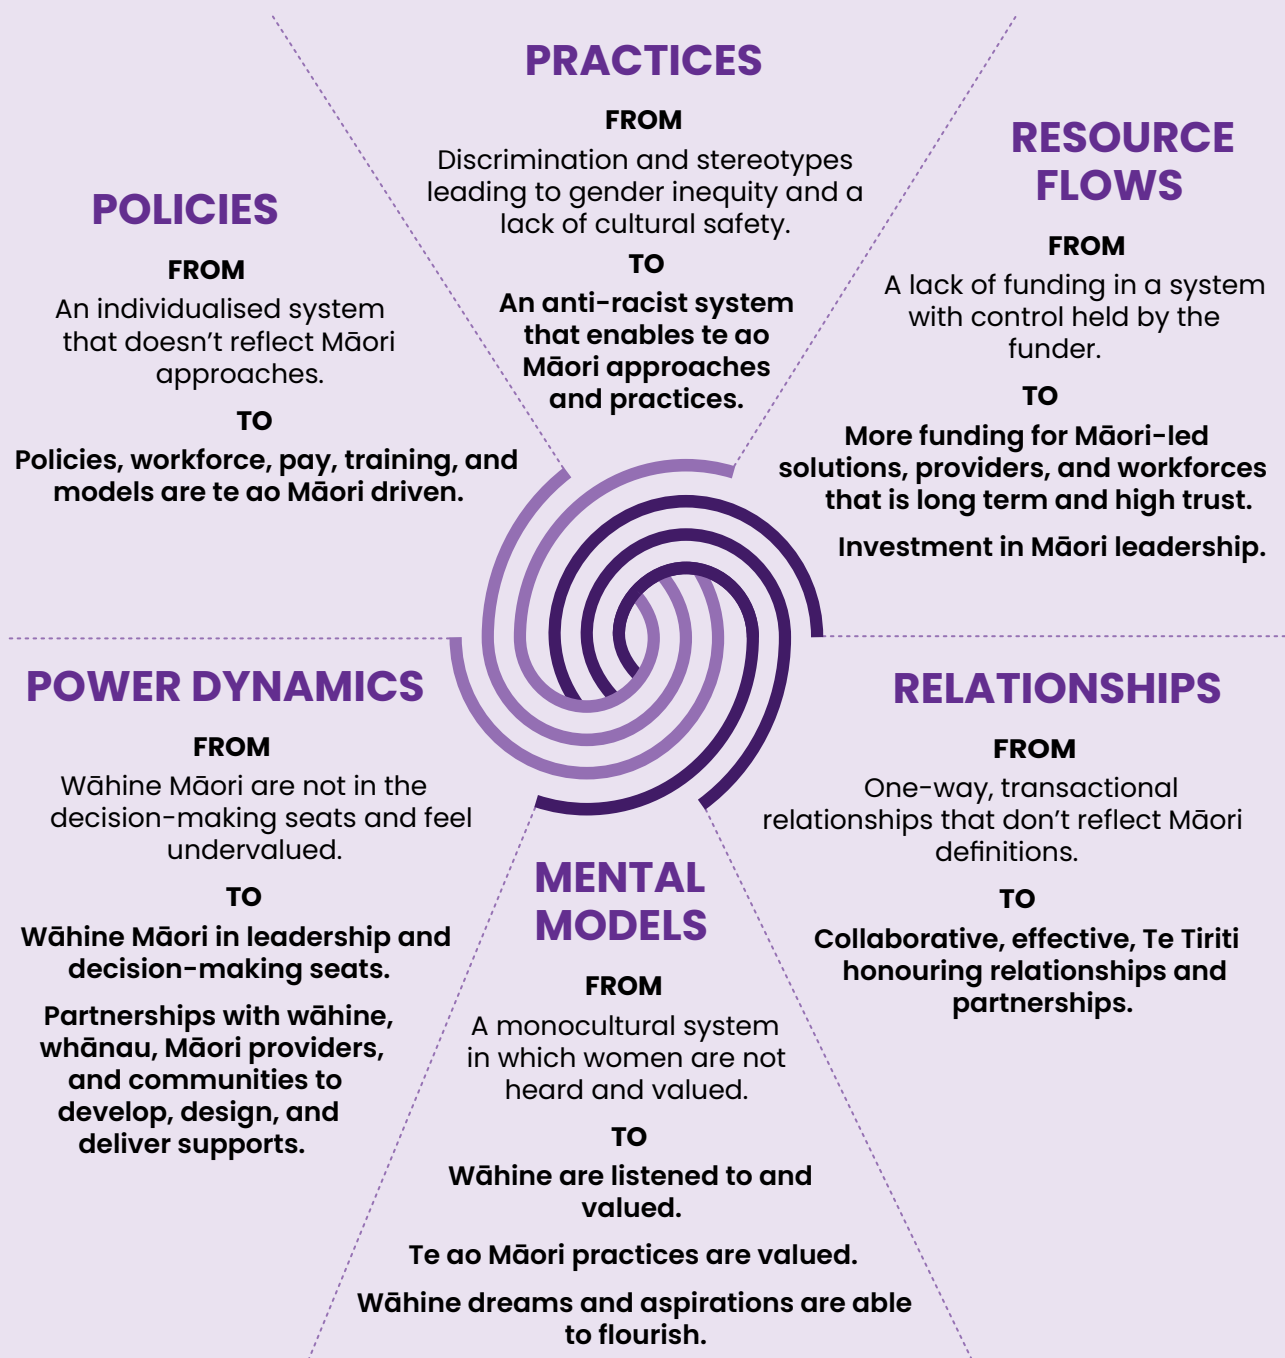 PRACTICES
FROM
Discrimination and stereotypes
leading to gender inequity and a
lack of cultural safety.
TO
An anti-racist system
that enables te ao
Māori approaches
and practices.
RESOURCE
FLOWS
FROM
A lack of funding in a system
with control held by the
funder.
TO
More funding for Māori-led
solutions, providers, and workforces
that is long term and high trust.
Investment in Māori leadership.
POLICIES
FROM
An individualised system
that doesn’t reflect Māori
approaches.
TO
Policies, workforce, pay, training, and
models are te ao Māori driven.
POWER DYNAMICS
FROM
Wāhine Māori are not in the
decision-making seats and feel
undervalued.
TO
Wāhine Māori in leadership and
decision-making seats.
Partnerships with wāhine,
whānau, Māori providers,
and communities to
develop, design, and
deliver supports.
MENTAL
MODELS
FROM
A monocultural system
in which women are not
heard and valued.
TO
Wāhine are listened to and
valued.
Te ao Māori practices are valued.
Wāhine dreams and aspirations are able
to flourish.
RELATIONSHIPS
FROM
One-way, transactional
relationships that don’t reflect Māori
definitions.
TO
Collaborative, effective, Te Tiriti
honouring relationships and
partnerships.